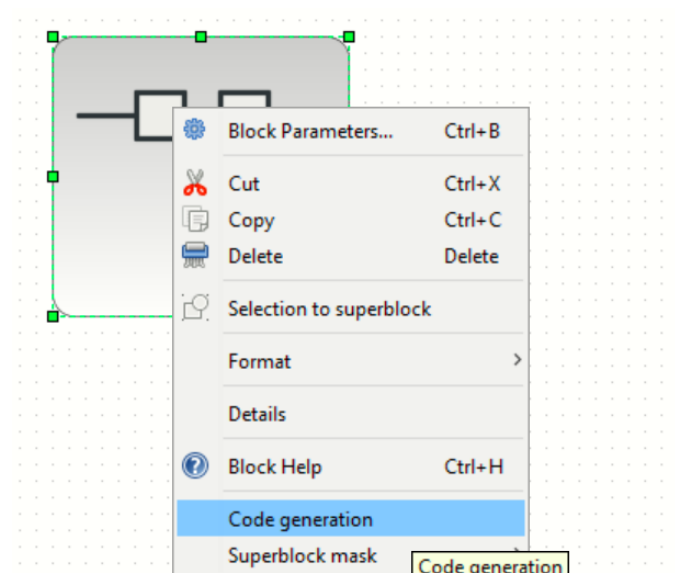 Block Parameters... Ctrl+B
Cut Ctrl+X
Copy Ctrl+C
Delete Delete
Selection to superblock
Format
Details
Block Help Ctrl+H
Code generation
Superblock mask
Code generation